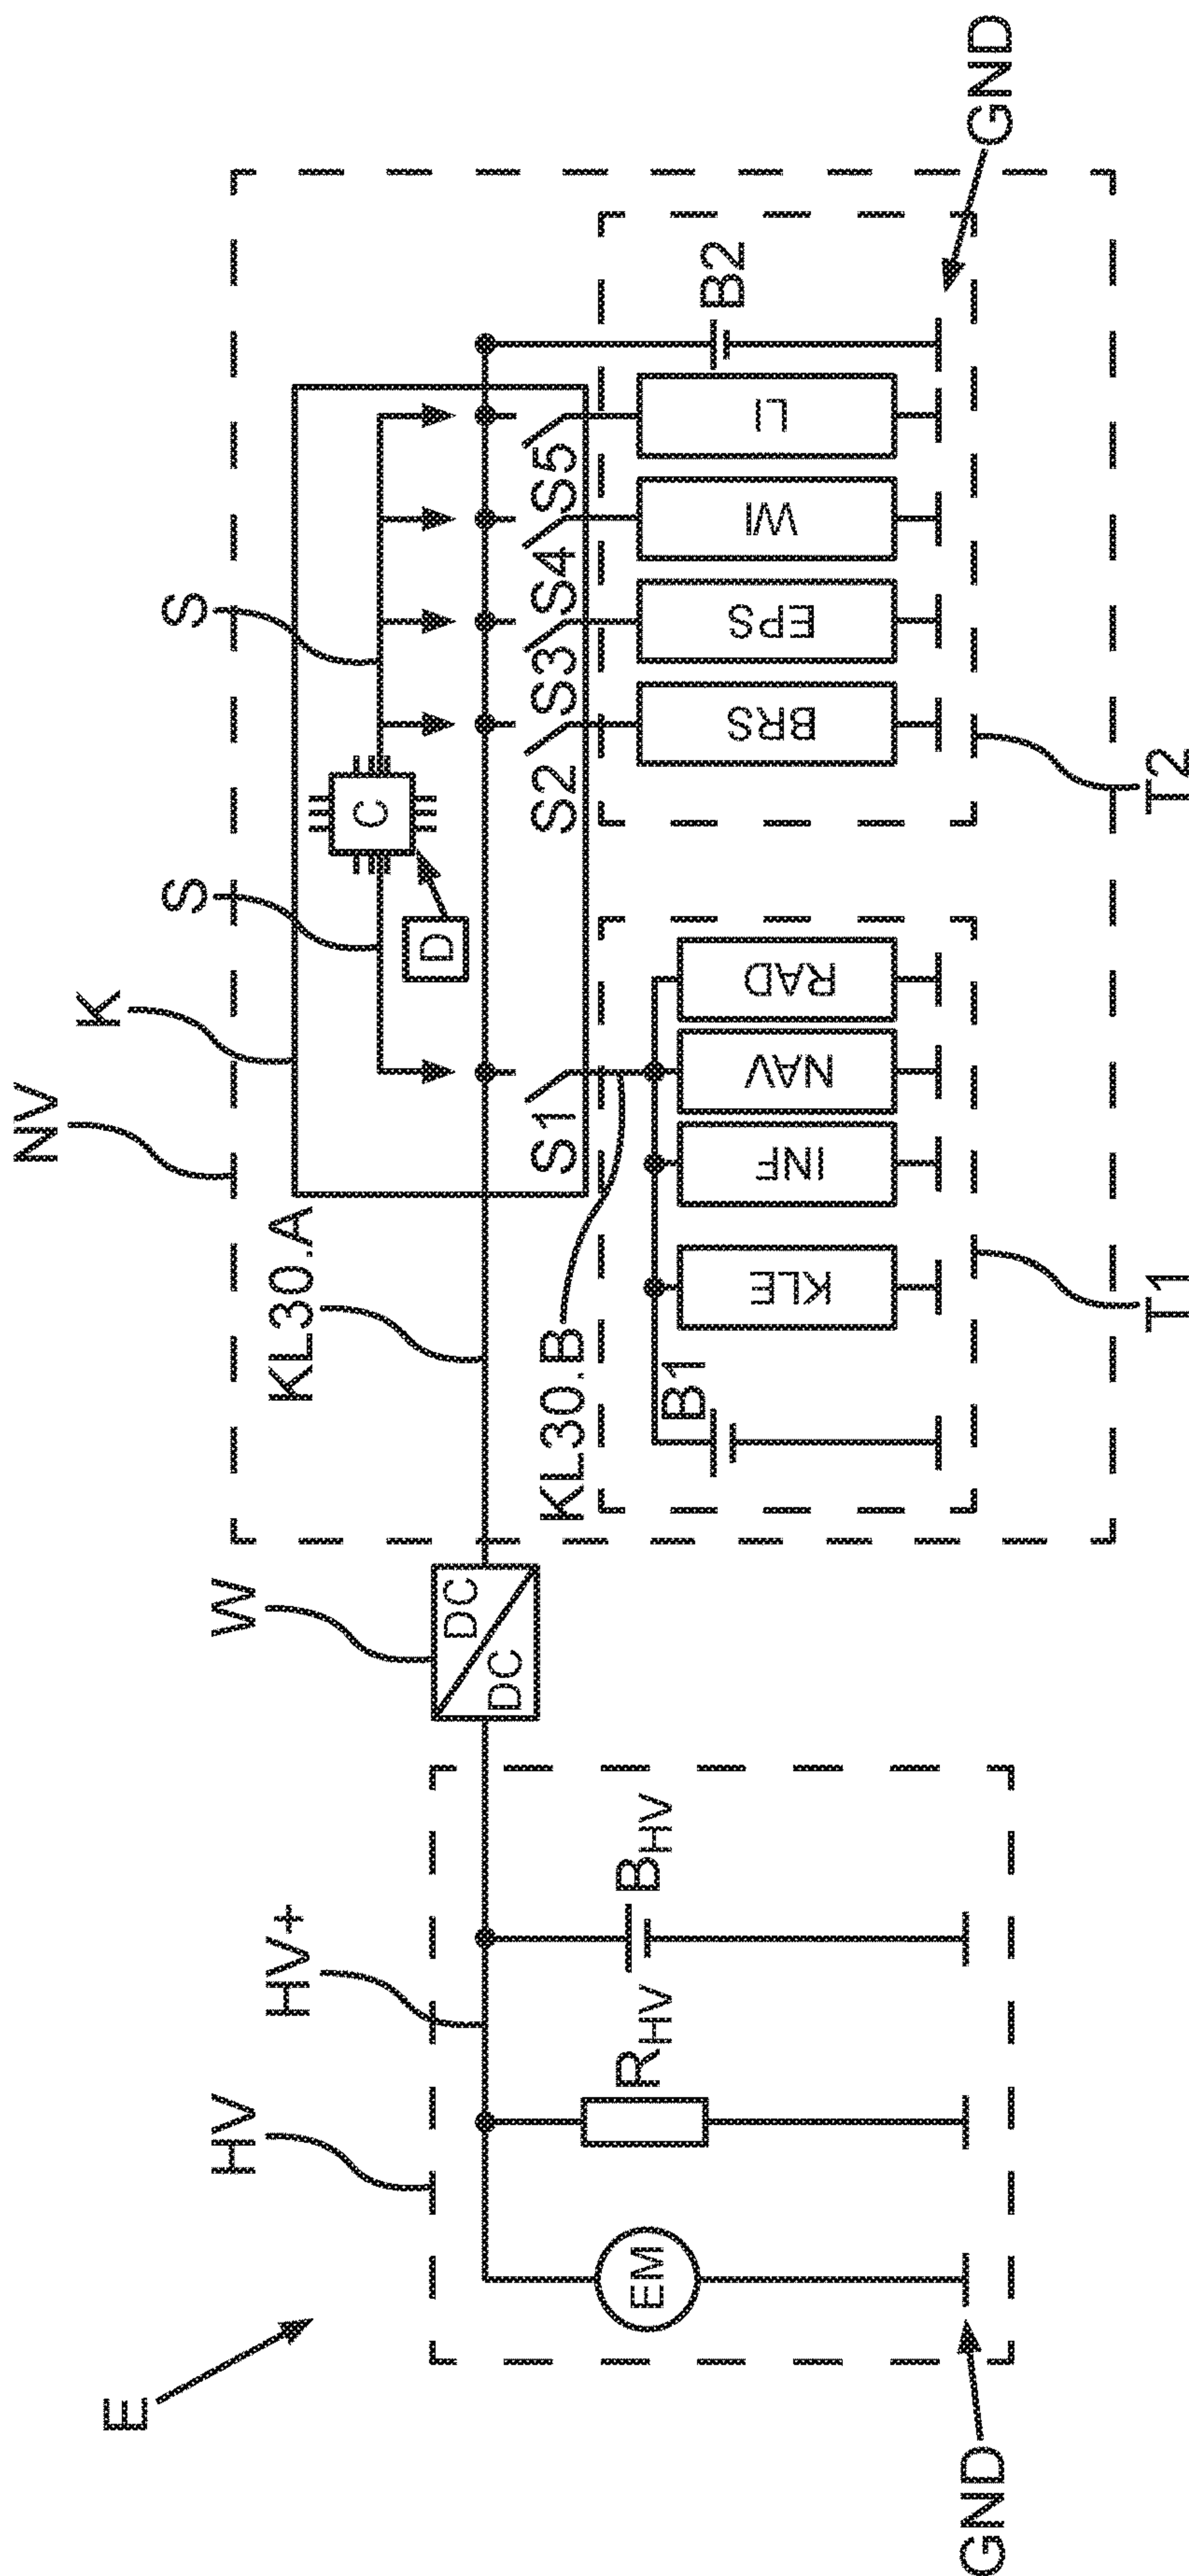 E
HV
HV+
EM
R_HV
B_HV
GND
W
DC
DC
NV
K
S
S
KL30.A
KL30.B
C
D
S1
S2
S3
S4
S5
B1
KLE
INF
NAV
RAD
BRS
EPS
WI
LI
B2
T1
T2
GND